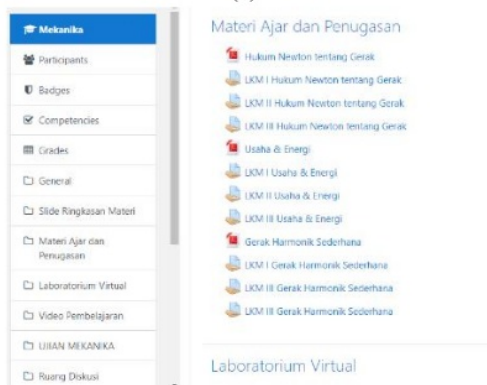 Mekanika
Participants
Badges
Competencies
Grades
General
Slide Ringkasan Materi
Materi Ajar dan
Penugasan
Laboratorium Virtual
Video Pembelajaran
UJIAN MEKANIKA
Ruang Diskusi
Materi Ajar dan Penugasan
Hukum Newton tentang Gerak
LKM I Hukum Newton tentang Gerak
LKM II Hukum Newton tentang Gerak
LKM III Hukum Newton tentang Gerak
Usaha & Energi
LKM I Usaha & Energi
LKM II Usaha & Energi
LKM III Usaha & Energi
Gerak Harmonik Sederhana
LKM I Gerak Harmonik Sederhana
LKM III Gerak Harmonik Sederhana
LKM III Gerak Harmonik Sederhana
Laboratorium Virtual